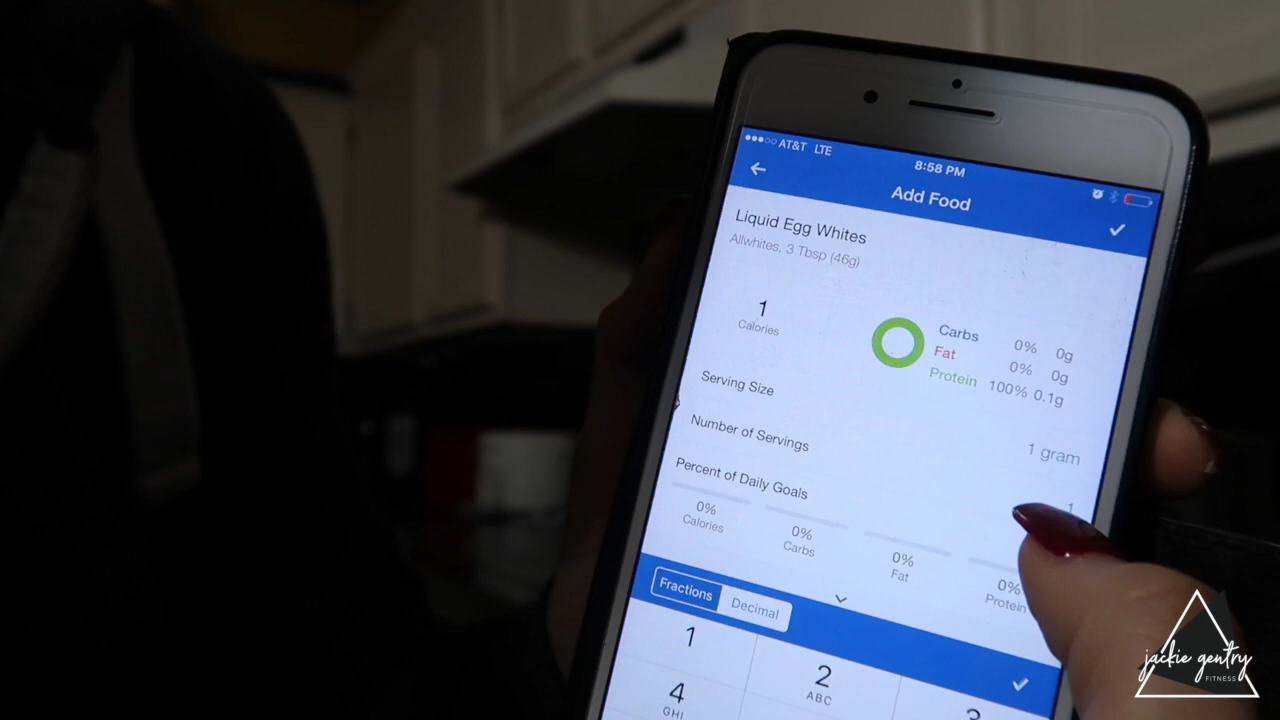 AT&T LTE
8:58 PM
Add Food
Liquid Egg Whites
Allwhites, 3 Tbsp (46g)
1
Calories
Carbs 0% 0g
Fat 0% 0g
Protein 100% 0.1g
Serving Size
1 gram
Number of Servings
1
Percent of Daily Goals
0% 0% 0% 0%
Calories Carbs Fat Protein
Fractions Decimal
1 2 3
ABC
4
GHI
jackie gentry
FITNESS